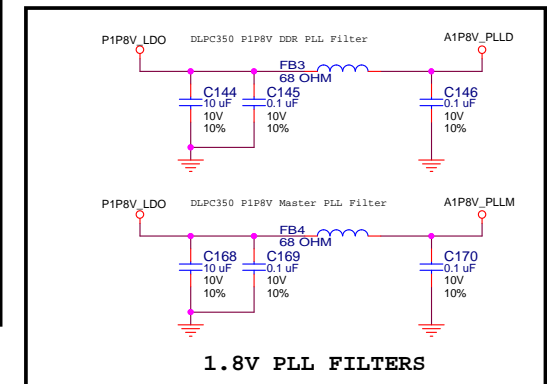 P1P8V_LDO DLPC350 P1P8V DDR PLL Filter A1P8V_PLLD
FB3
68 OHM
C144 C145 C146
10 uF 0.1 uF 0.1 uF
10V 10V 10V
10% 10% 10%
P1P8V_LDO DLPC350 P1P8V Master PLL Filter A1P8V_PLLM
FB4
68 OHM
C168 C169 C170
10 uF 0.1 uF 0.1 uF
10V 10V 10V
10% 10% 10%
1.8V PLL FILTERS